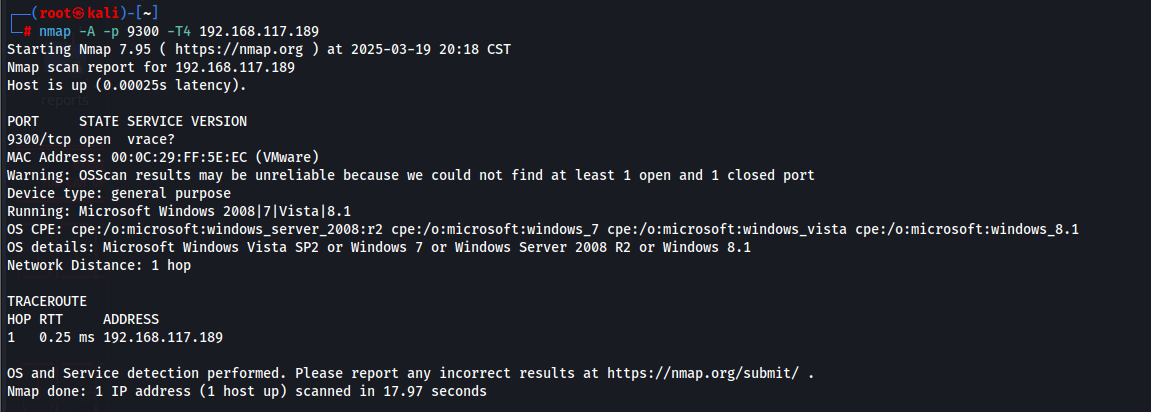 ┌──(root㉿kali)-[~]
└─# nmap -A -p 9300 -T4 192.168.117.189
Starting Nmap 7.95 ( https://nmap.org ) at 2025-03-19 20:18 CST
Nmap scan report for 192.168.117.189
Host is up (0.00025s latency).
reports
PORT     STATE SERVICE VERSION
9300/tcp open  vrace?
MAC Address: 00:0C:29:FF:5E:EC (VMware)
Warning: OSScan results may be unreliable because we could not find at least 1 open and 1 closed port
Device type: general purpose
Running: Microsoft Windows 2008|7|Vista|8.1
OS CPE: cpe:/o:microsoft:windows_server_2008:r2 cpe:/o:microsoft:windows_7 cpe:/o:microsoft:windows_vista cpe:/o:microsoft:windows_8.1
OS details: Microsoft Windows Vista SP2 or Windows 7 or Windows Server 2008 R2 or Windows 8.1
Network Distance: 1 hop

TRACEROUTE
HOP RTT     ADDRESS
1   0.25 ms 192.168.117.189

OS and Service detection performed. Please report any incorrect results at https://nmap.org/submit/ .
Nmap done: 1 IP address (1 host up) scanned in 17.97 seconds